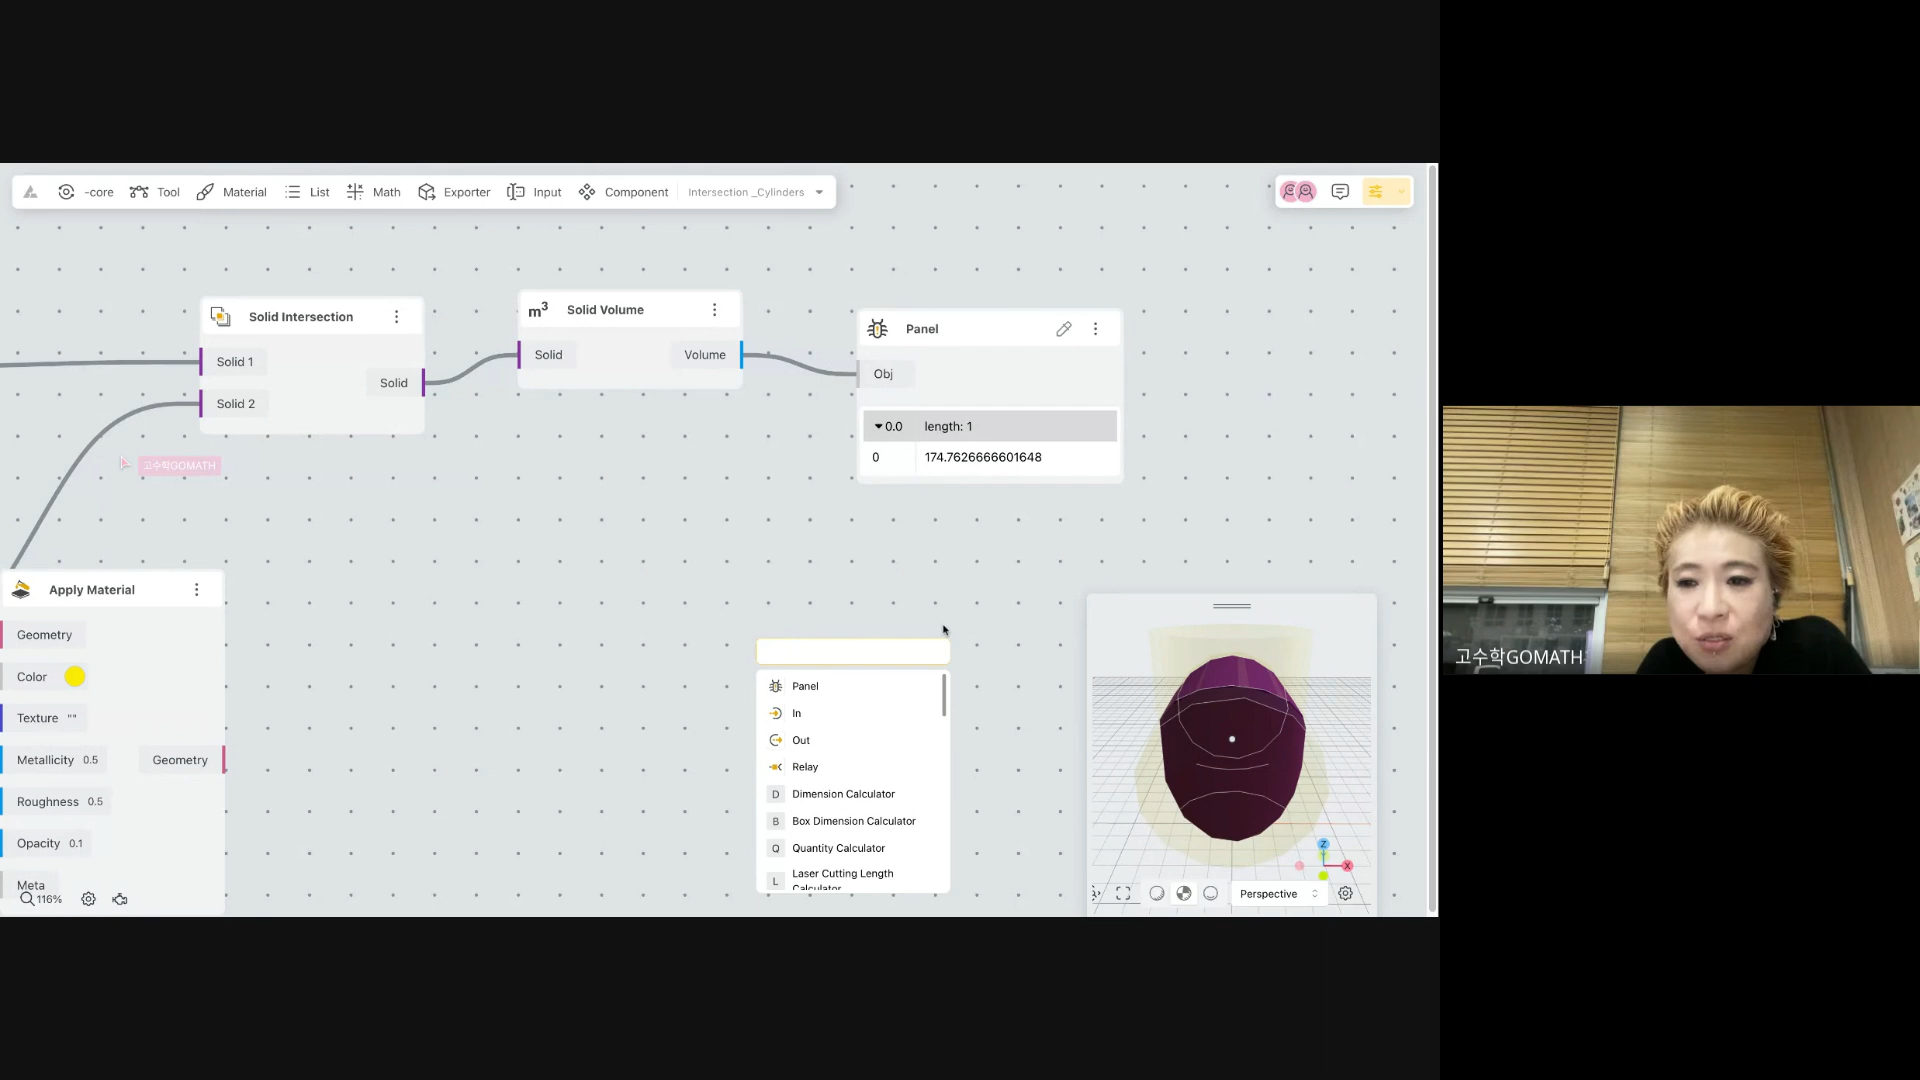 -core
Tool
Material
List
Math
Exporter
Input
Component
Intersection _Cylinders
Solid Intersection
Solid 1
Solid
Solid 2
m3
Solid Volume
Solid
Volume
Panel
Obj
0.0
length: 1
0
174.7626666601648
고수학GOMATH
Apply Material
Geometry
Color
Texture ""
Metallicity 0.5
Geometry
Roughness 0.5
Opacity 0.1
Meta
116%
Panel
In
Out
Relay
D Dimension Calculator
B Box Dimension Calculator
Q Quantity Calculator
L Laser Cutting Length
Calculator
Z
X
Perspective
고수학GOMATH